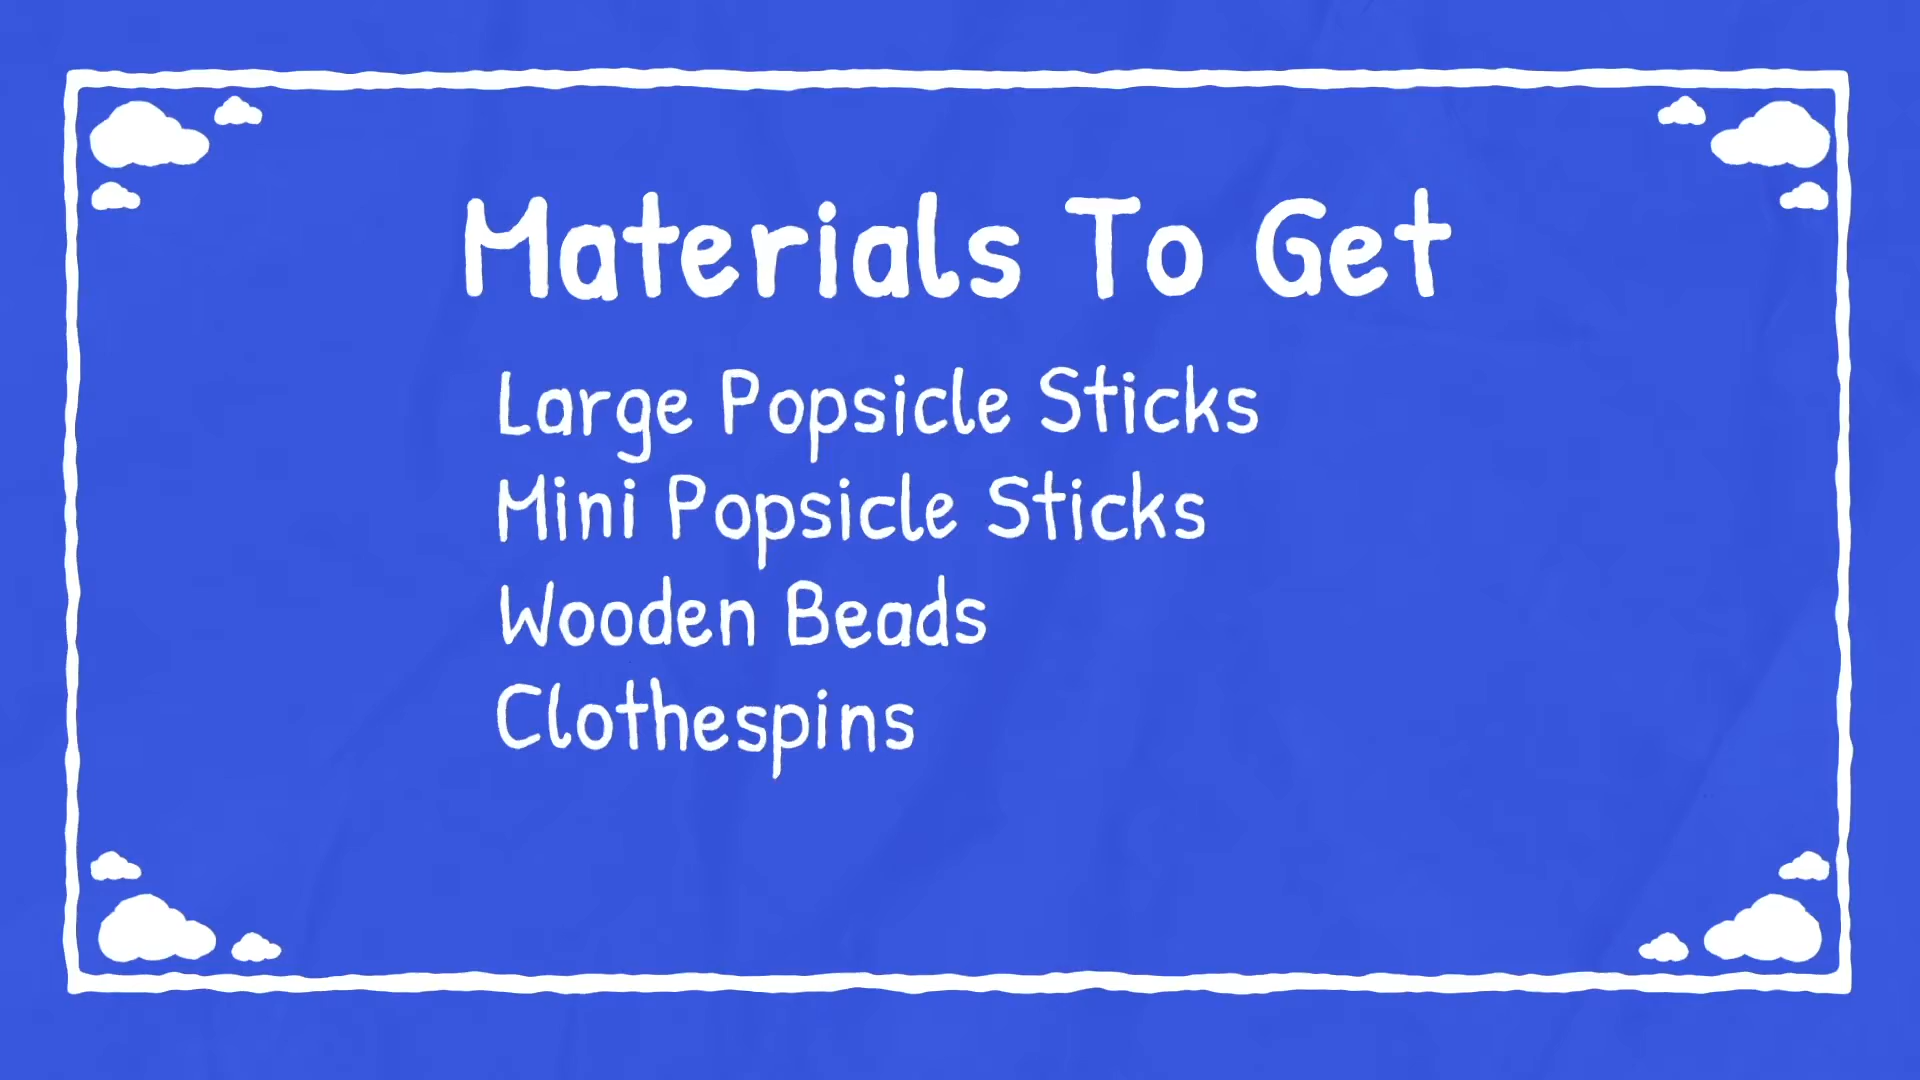 Materials To Get
Large Popsicle Sticks
Mini Popsicle Sticks
Wooden Beads
Clothespins